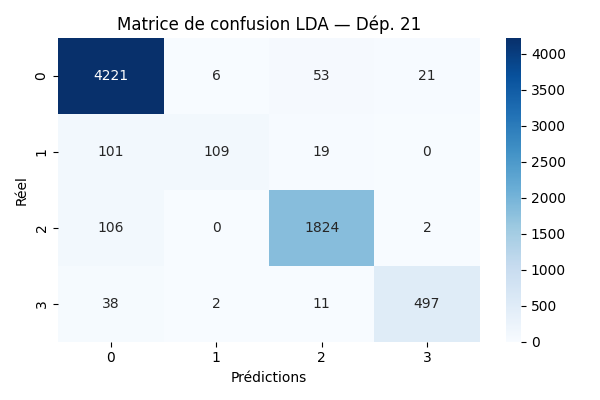 Matrice de confusion LDA — Dép. 21
0 4221 6 53 21
1 101 109 19 0
2 106 0 1824 2
3 38 2 11 497
0 1 2 3
Réel
Prédictions
4000
3500
3000
2500
2000
1500
1000
500
0